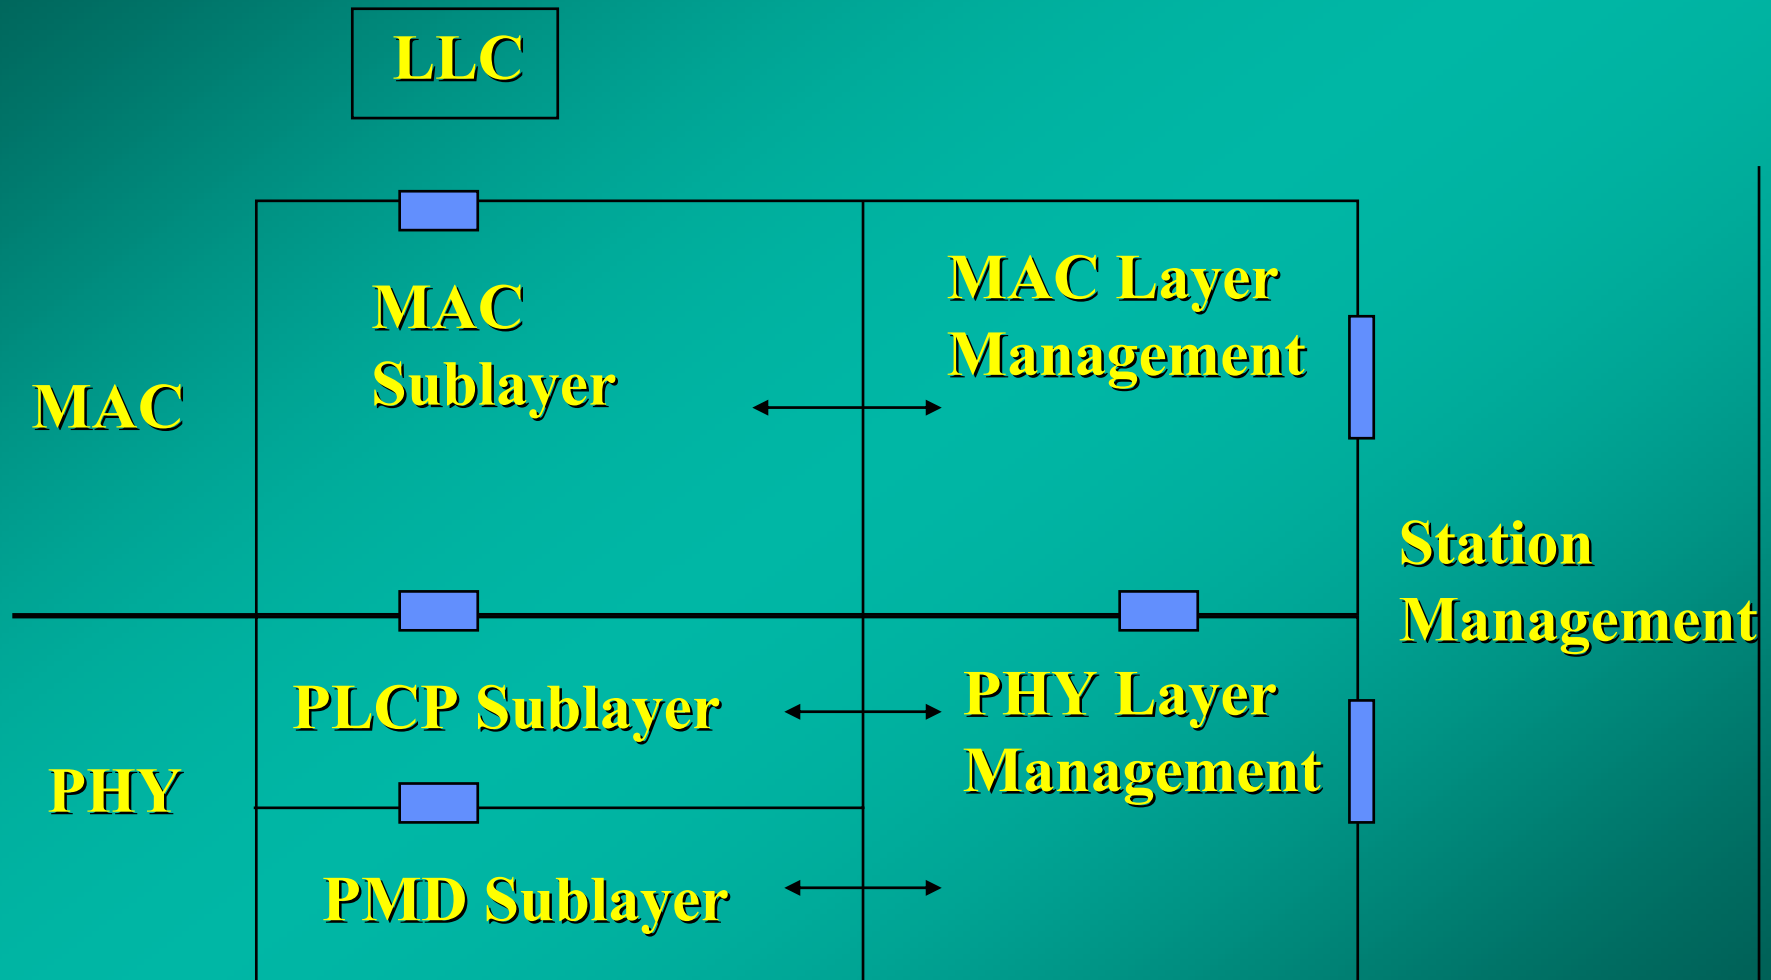 LLC
MAC
MAC
Sublayer
MAC Layer
Management
Station
Management
PHY
PLCP Sublayer
PHY Layer
Management
PMD Sublayer